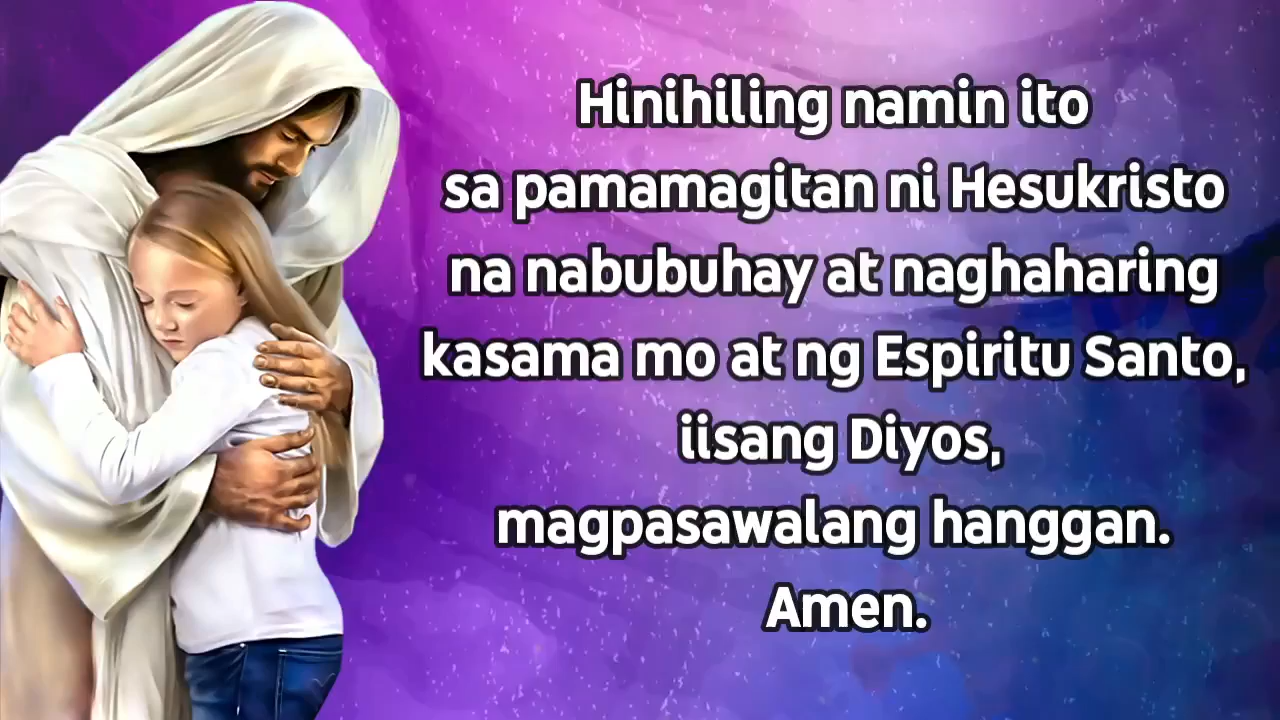 Hinihiling namin ito
sa pamamagitan ni Hesukristo
na nabubuhay at naghaharing
kasama mo at ng Espiritu Santo,
iisang Diyos,
magpasawalang hanggan.
Amen.